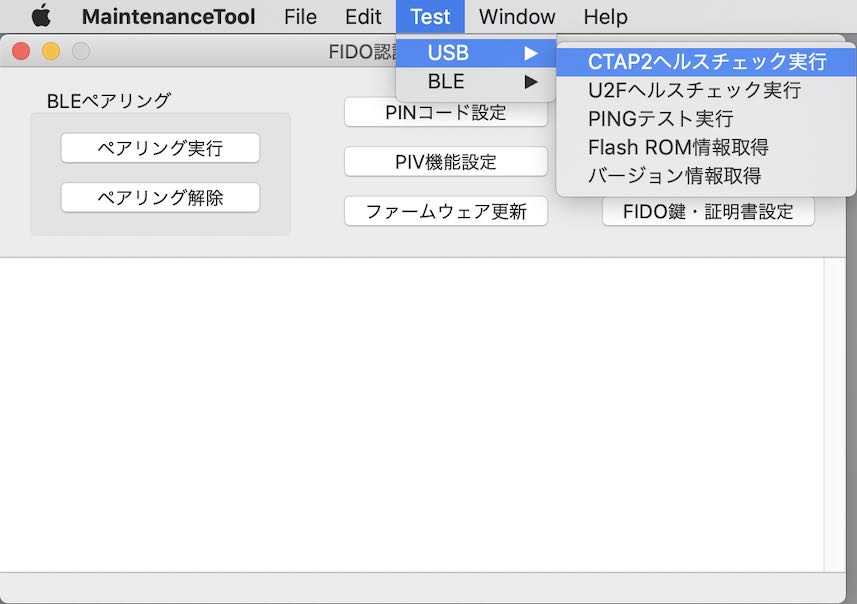 MaintenanceTool File Edit Test Window Help
FIDO認
USB
CTAP2ヘルスチェック実行
BLE
U2Fヘルスチェック実行
PINGテスト実行
Flash ROM情報取得
バージョン情報取得
BLEペアリング
ペアリング実行
ペアリング解除
PINコード設定
PIV機能設定
ファームウェア更新
FIDO鍵・証明書設定